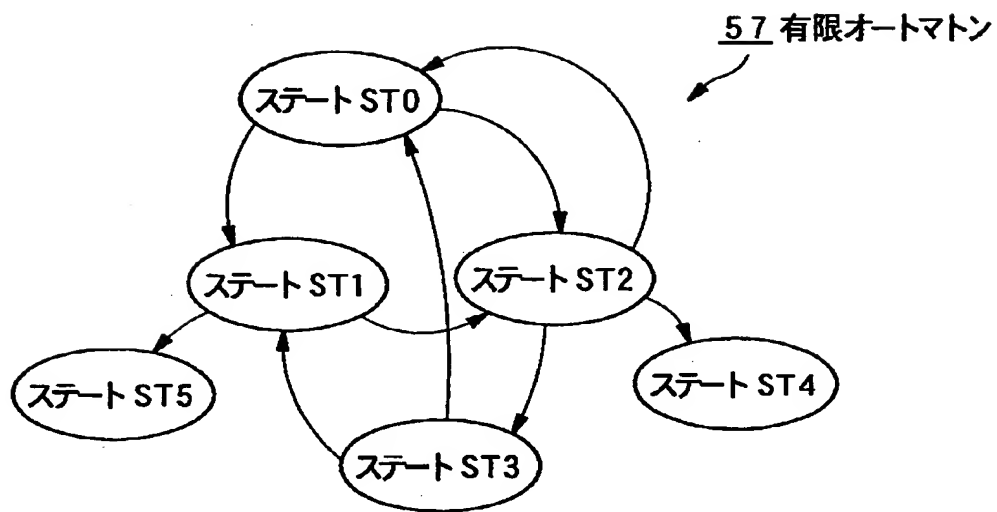 57 有限オートマトン
ステート ST0
ステート ST1
ステート ST2
ステート ST5
ステート ST4
ステート ST3